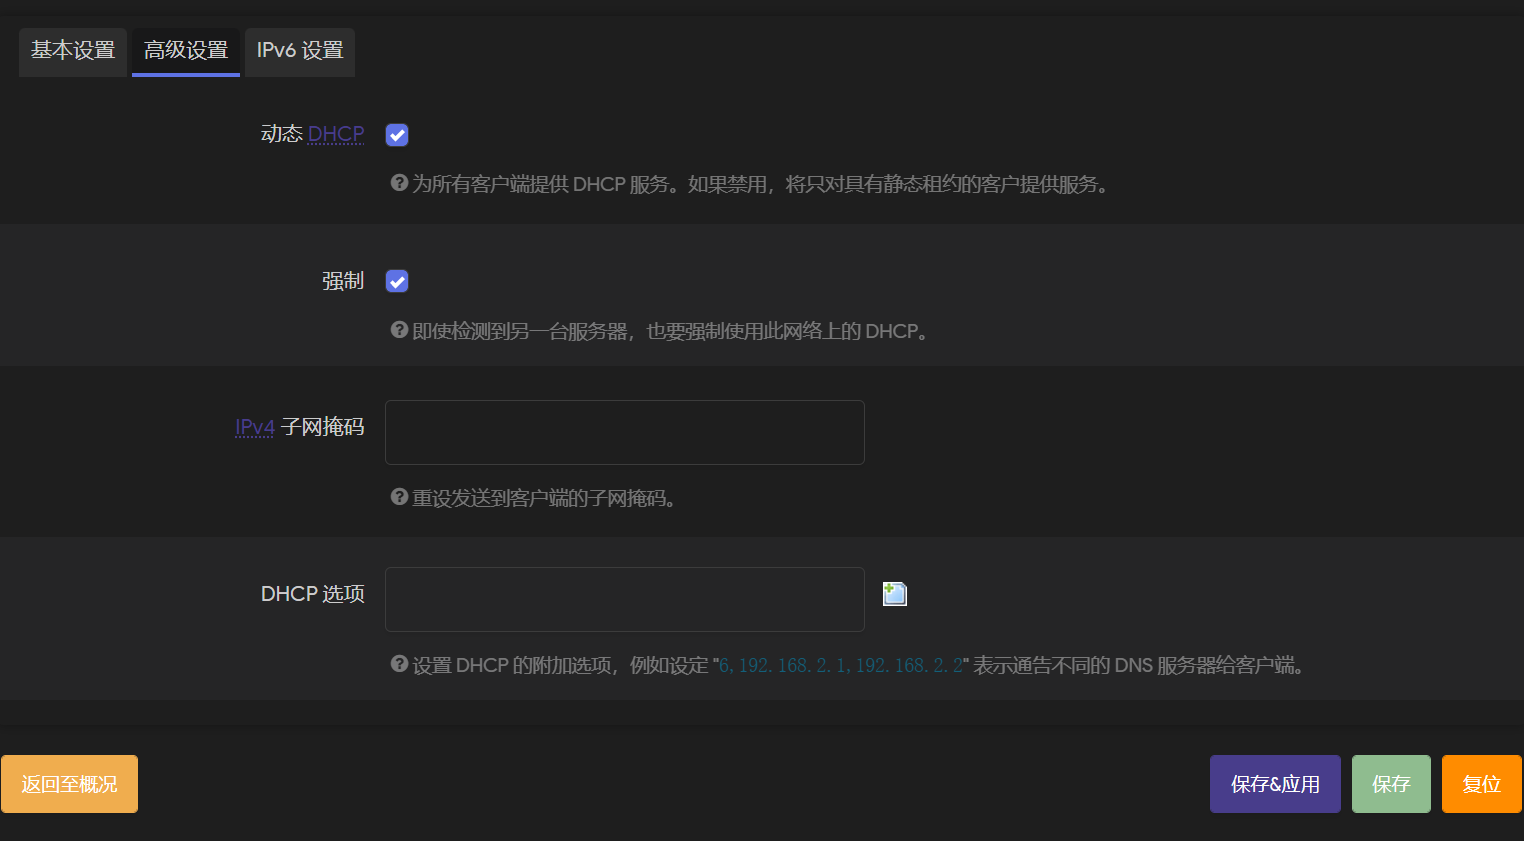 基本设置 高级设置 IPv6 设置
动态 DHCP
为所有客户端提供 DHCP 服务。如果禁用，将只对具有静态租约的客户提供服务。
强制
即使检测到另一台服务器，也要强制使用此网络上的 DHCP。
IPv4 子网掩码
重设发送到客户端的子网掩码。
DHCP 选项
设置 DHCP 的附加选项，例如设定 "6,192.168.2.1,192.168.2.2" 表示通告不同的 DNS 服务器给客户端。
返回至概况 保存&应用 保存 复位